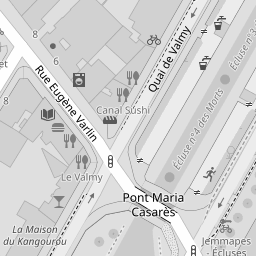 8
6
8
et
Rue Eugène Varlin
Quai de Valmy
Écluse n°4 des Morts
Canal Sushi
Le Valmy
Pont Maria
Casarès
La Maison
du Kangourou
Jemmapes
- Écluses